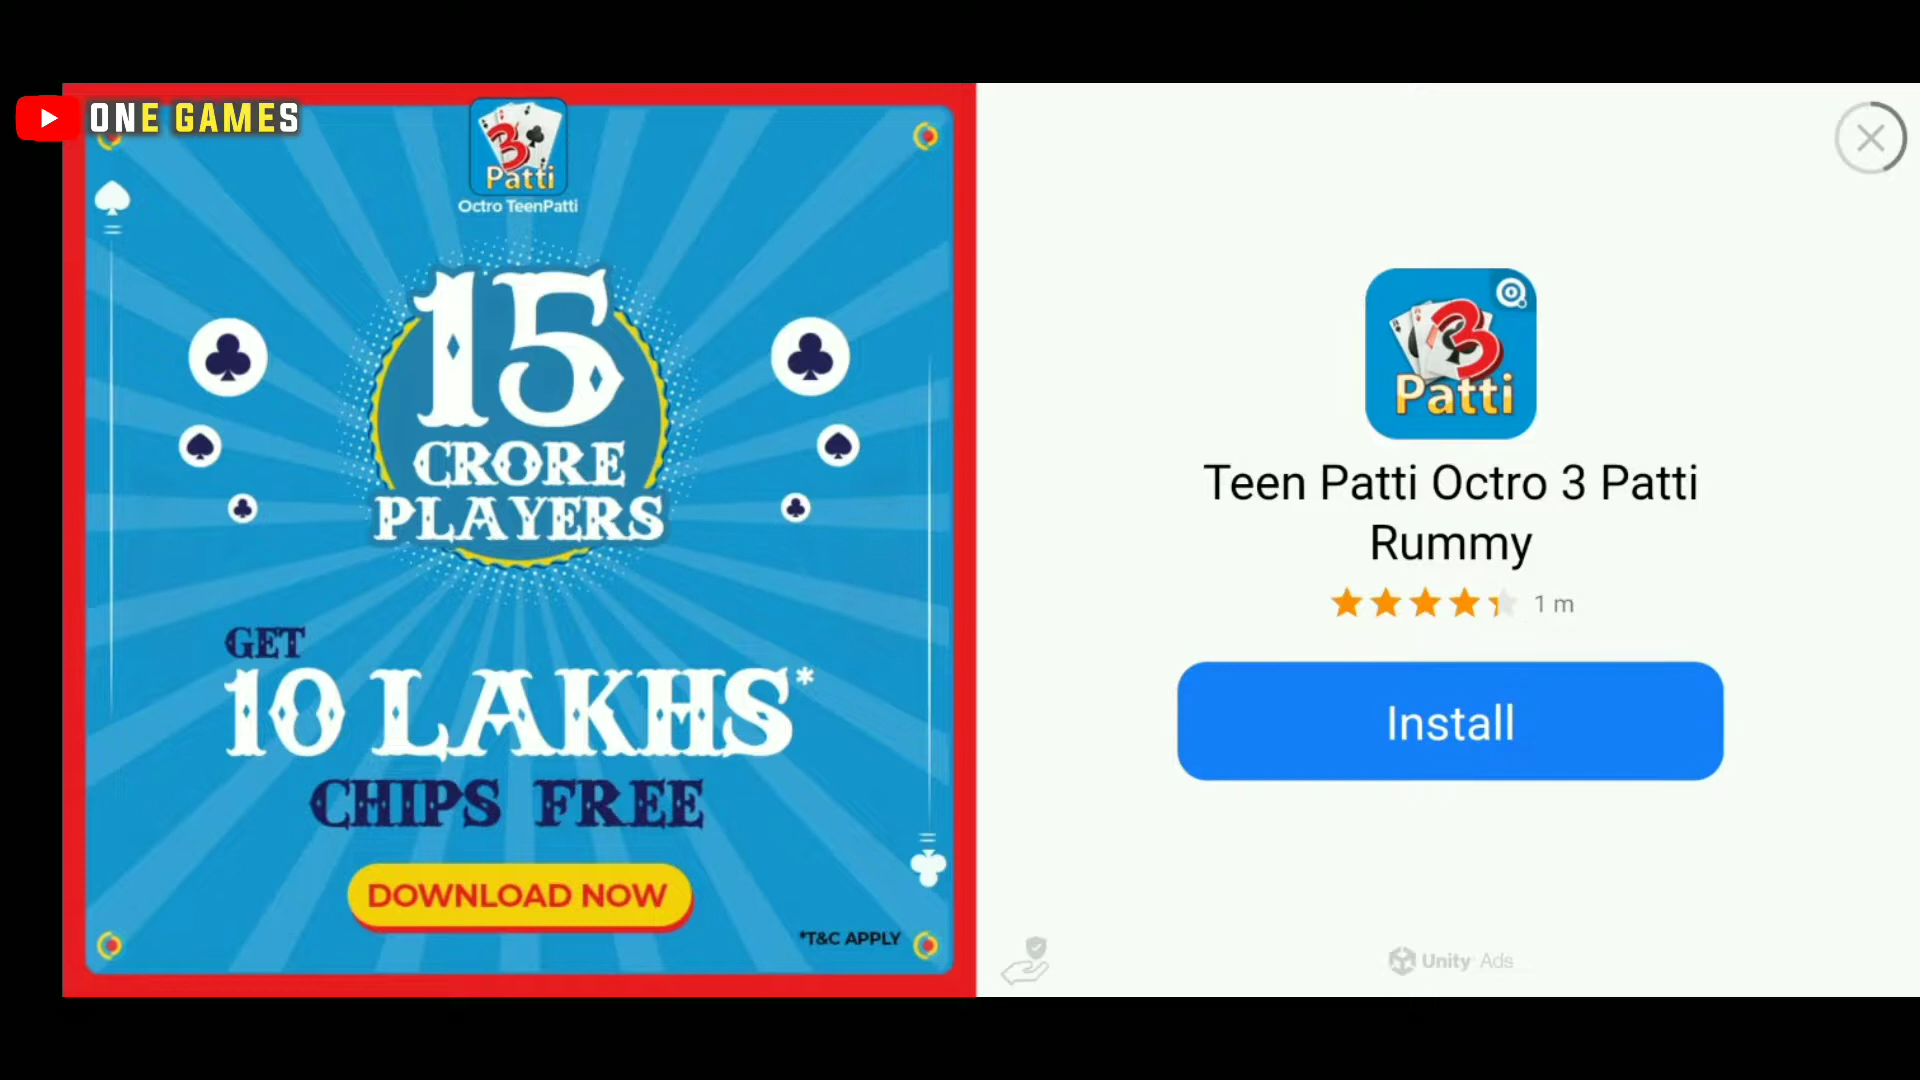 ONE GAMES
3
Patti
Octro TeenPatti
15
CRORE
PLAYERS
GET
10 LAKHS*
CHIPS FREE
DOWNLOAD NOW
*T&C APPLY
3
Patti
Teen Patti Octro 3 Patti
Rummy
1 m
Install
Unity Ads